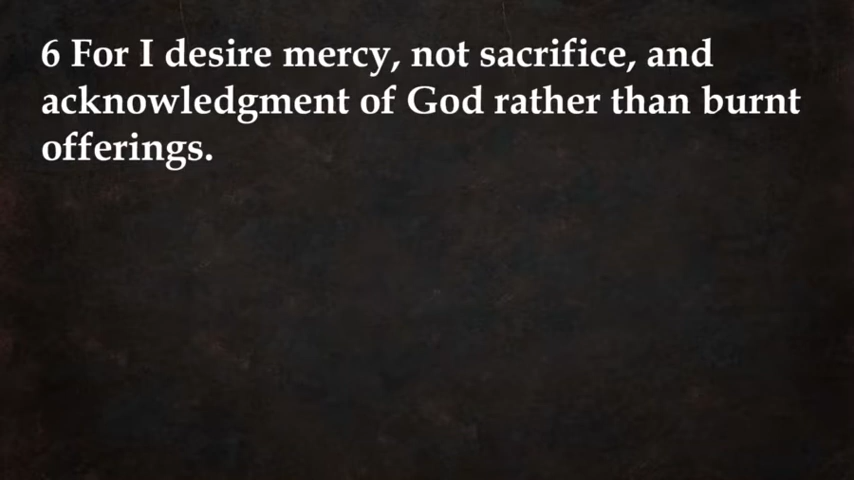 6 For I desire mercy, not sacrifice, and
acknowledgment of God rather than burnt
offerings.